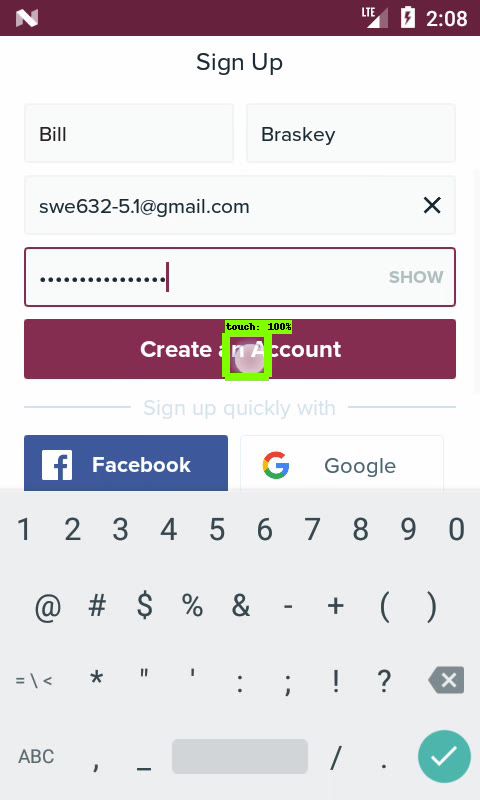 LTE 2:08
Sign Up
Bill Braskey
swe632-5.1@gmail.com
SHOW
touch: 100%
Create an Account
Sign up quickly with
Facebook Google
1 2 3 4 5 6 7 8 9 0
@ # $ % & - + ( )
= \ < * " ' : ; ! ?
ABC , _ / .